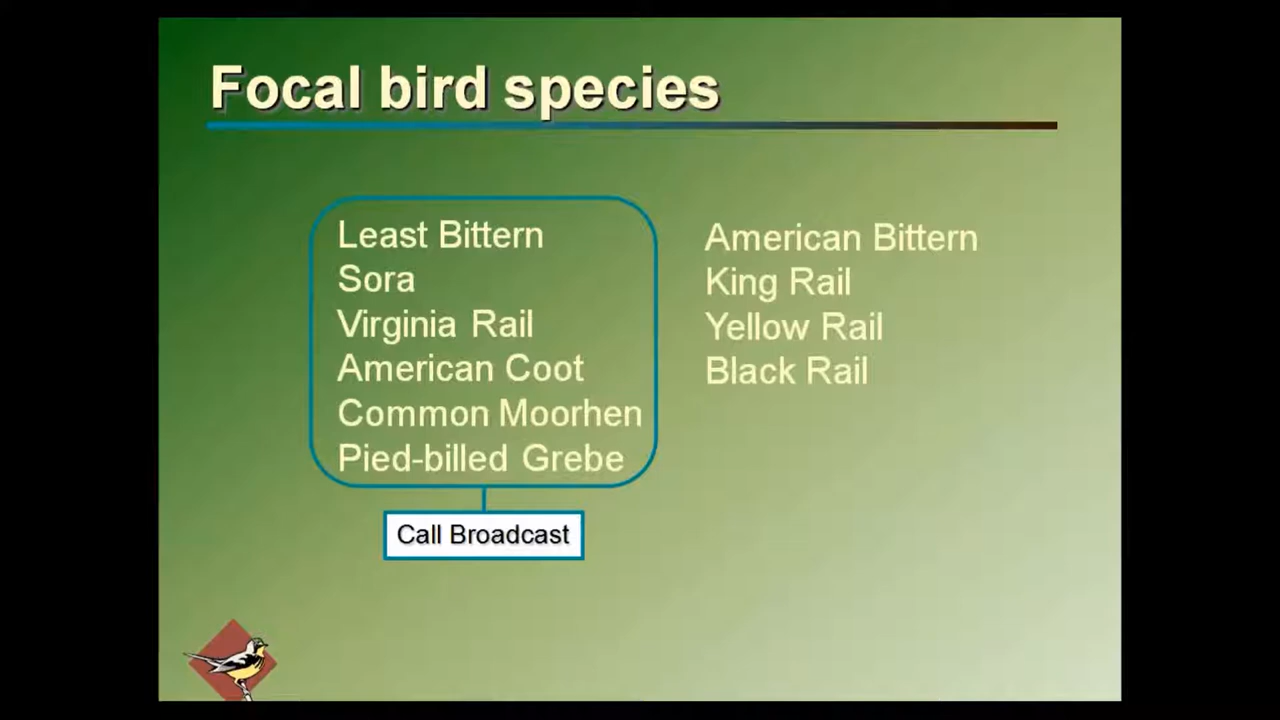 Focal bird species
Least Bittern
Sora
Virginia Rail
American Coot
Common Moorhen
Pied-billed Grebe
Call Broadcast
American Bittern
King Rail
Yellow Rail
Black Rail